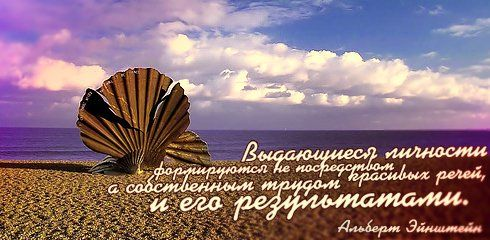 Выдающиеся личности
формируются не посредством
красивых речей,
а собственным трудом
и его результатами.
Альберт Эйнштейн